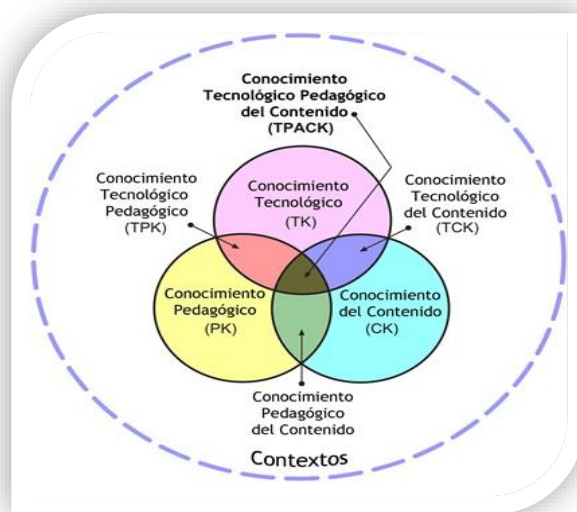 Conocimiento
Tecnológico Pedagógico
del Contenido
(TPACK)
Conocimiento
Tecnológico
Pedagógico
(TPK)
Conocimiento
Tecnológico
(TK)
Conocimiento
Tecnológico
del Contenido
(TCK)
Conocimiento
Pedagógico
(PK)
Conocimiento
del Contenido
(CK)
Conocimiento
Pedagógico
del Contenido
Contextos